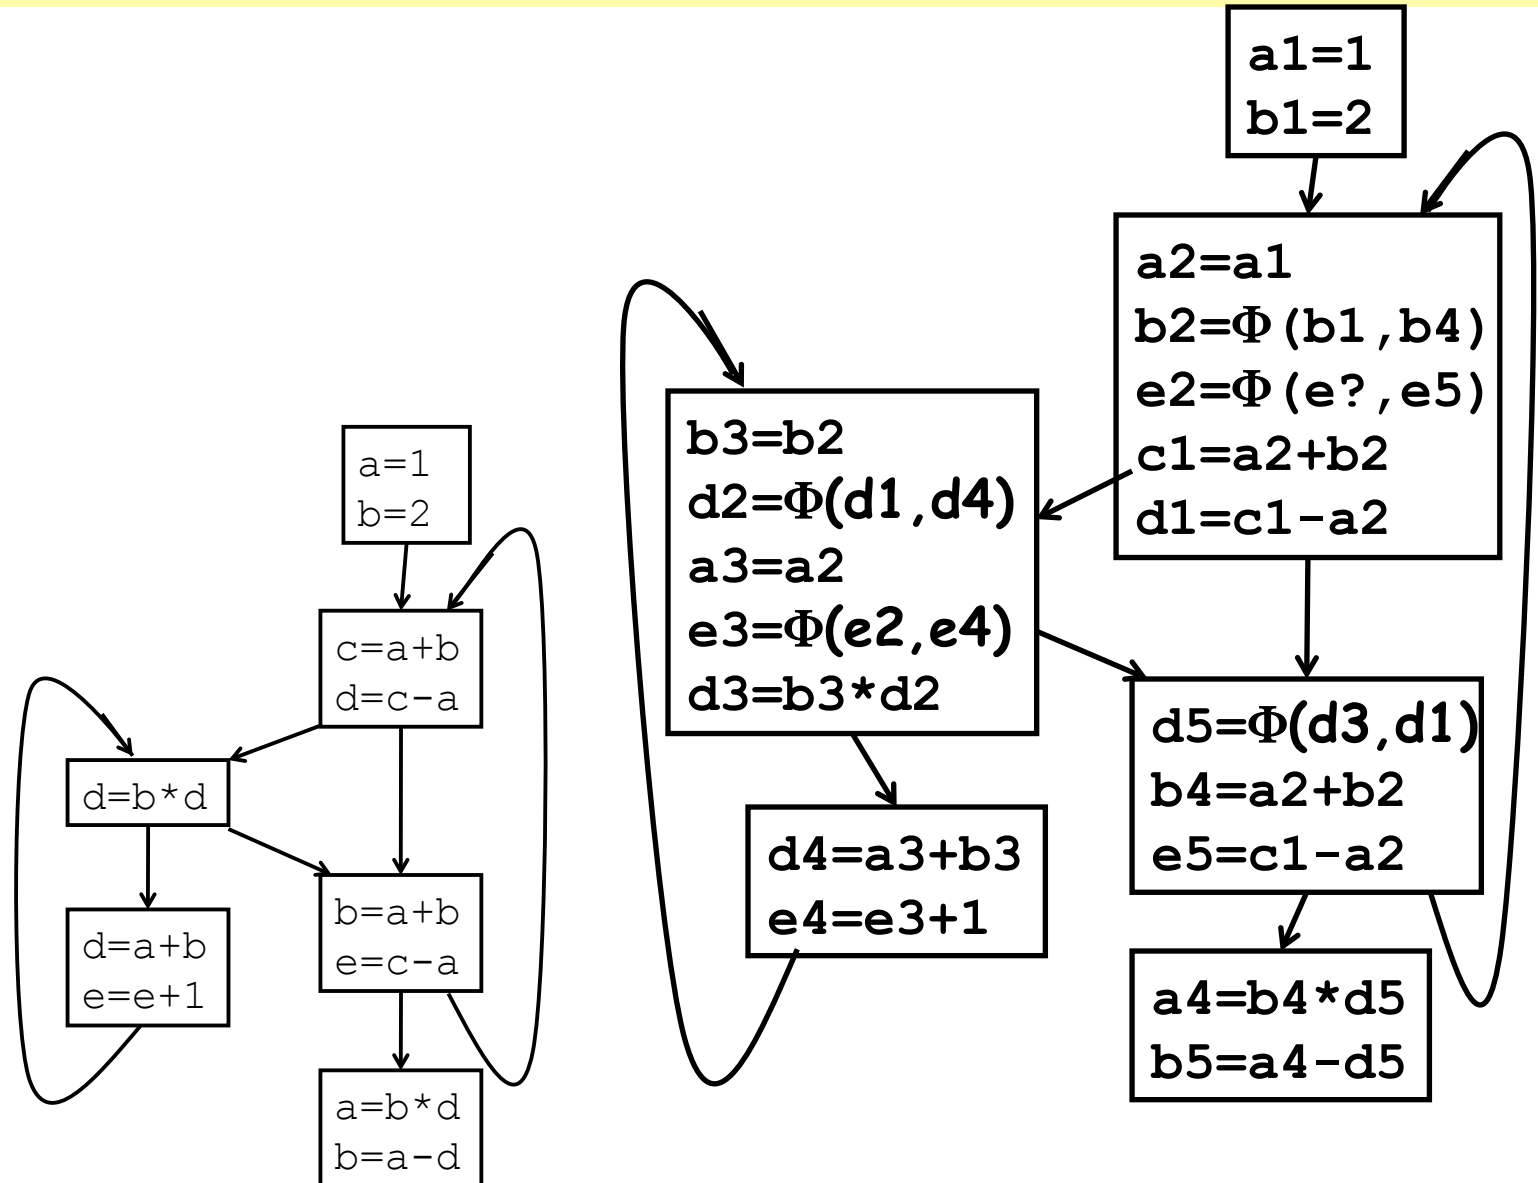 a=1
b=2
c=a+b
d=c-a
d=b*d
d=a+b
e=e+1
b=a+b
e=c-a
a=b*d
b=a-d
a1=1
b1=2
a2=a1
b2=Φ(b1,b4)
e2=Φ(e?,e5)
c1=a2+b2
d1=c1-a2
b3=b2
d2=Φ(d1,d4)
a3=a2
e3=Φ(e2,e4)
d3=b3*d2
d4=a3+b3
e4=e3+1
d5=Φ(d3,d1)
b4=a2+b2
e5=c1-a2
a4=b4*d5
b5=a4-d5